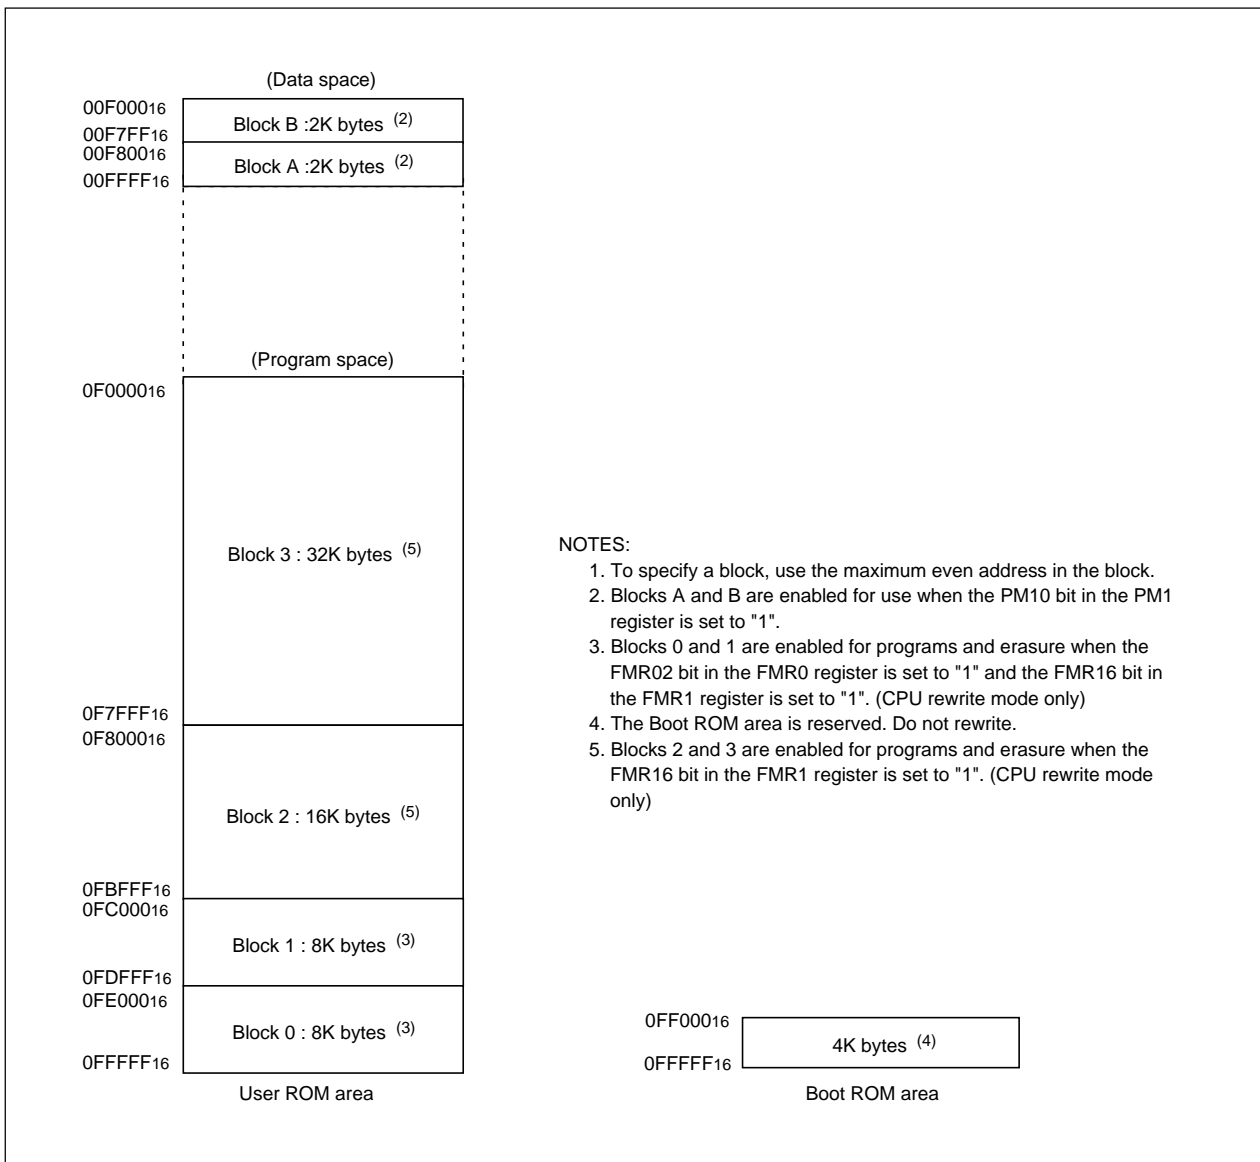 (Data space)
00F00016
Block B :2K bytes (2)
00F7FF16
00F80016
Block A :2K bytes (2)
00FFFF16
(Program space)
0F000016
Block 3 : 32K bytes (5)
0F7FFF16
0F800016
Block 2 : 16K bytes (5)
0FBFFF16
0FC00016
Block 1 : 8K bytes (3)
0FDFFF16
0FE00016
Block 0 : 8K bytes (3)
0FFFFF16
User ROM area
NOTES:
1. To specify a block, use the maximum even address in the block.
2. Blocks A and B are enabled for use when the PM10 bit in the PM1
register is set to "1".
3. Blocks 0 and 1 are enabled for programs and erasure when the
FMR02 bit in the FMR0 register is set to "1" and the FMR16 bit in
the FMR1 register is set to "1". (CPU rewrite mode only)
4. The Boot ROM area is reserved. Do not rewrite.
5. Blocks 2 and 3 are enabled for programs and erasure when the
FMR16 bit in the FMR1 register is set to "1". (CPU rewrite mode
only)
0FF00016
4K bytes (4)
0FFFFF16
Boot ROM area